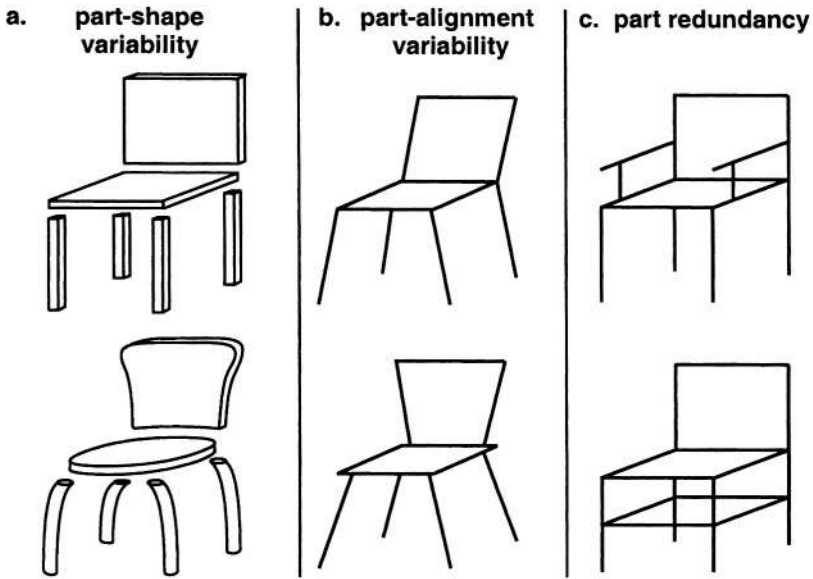 a. part-shape
variability
b. part-alignment
variability
c. part redundancy